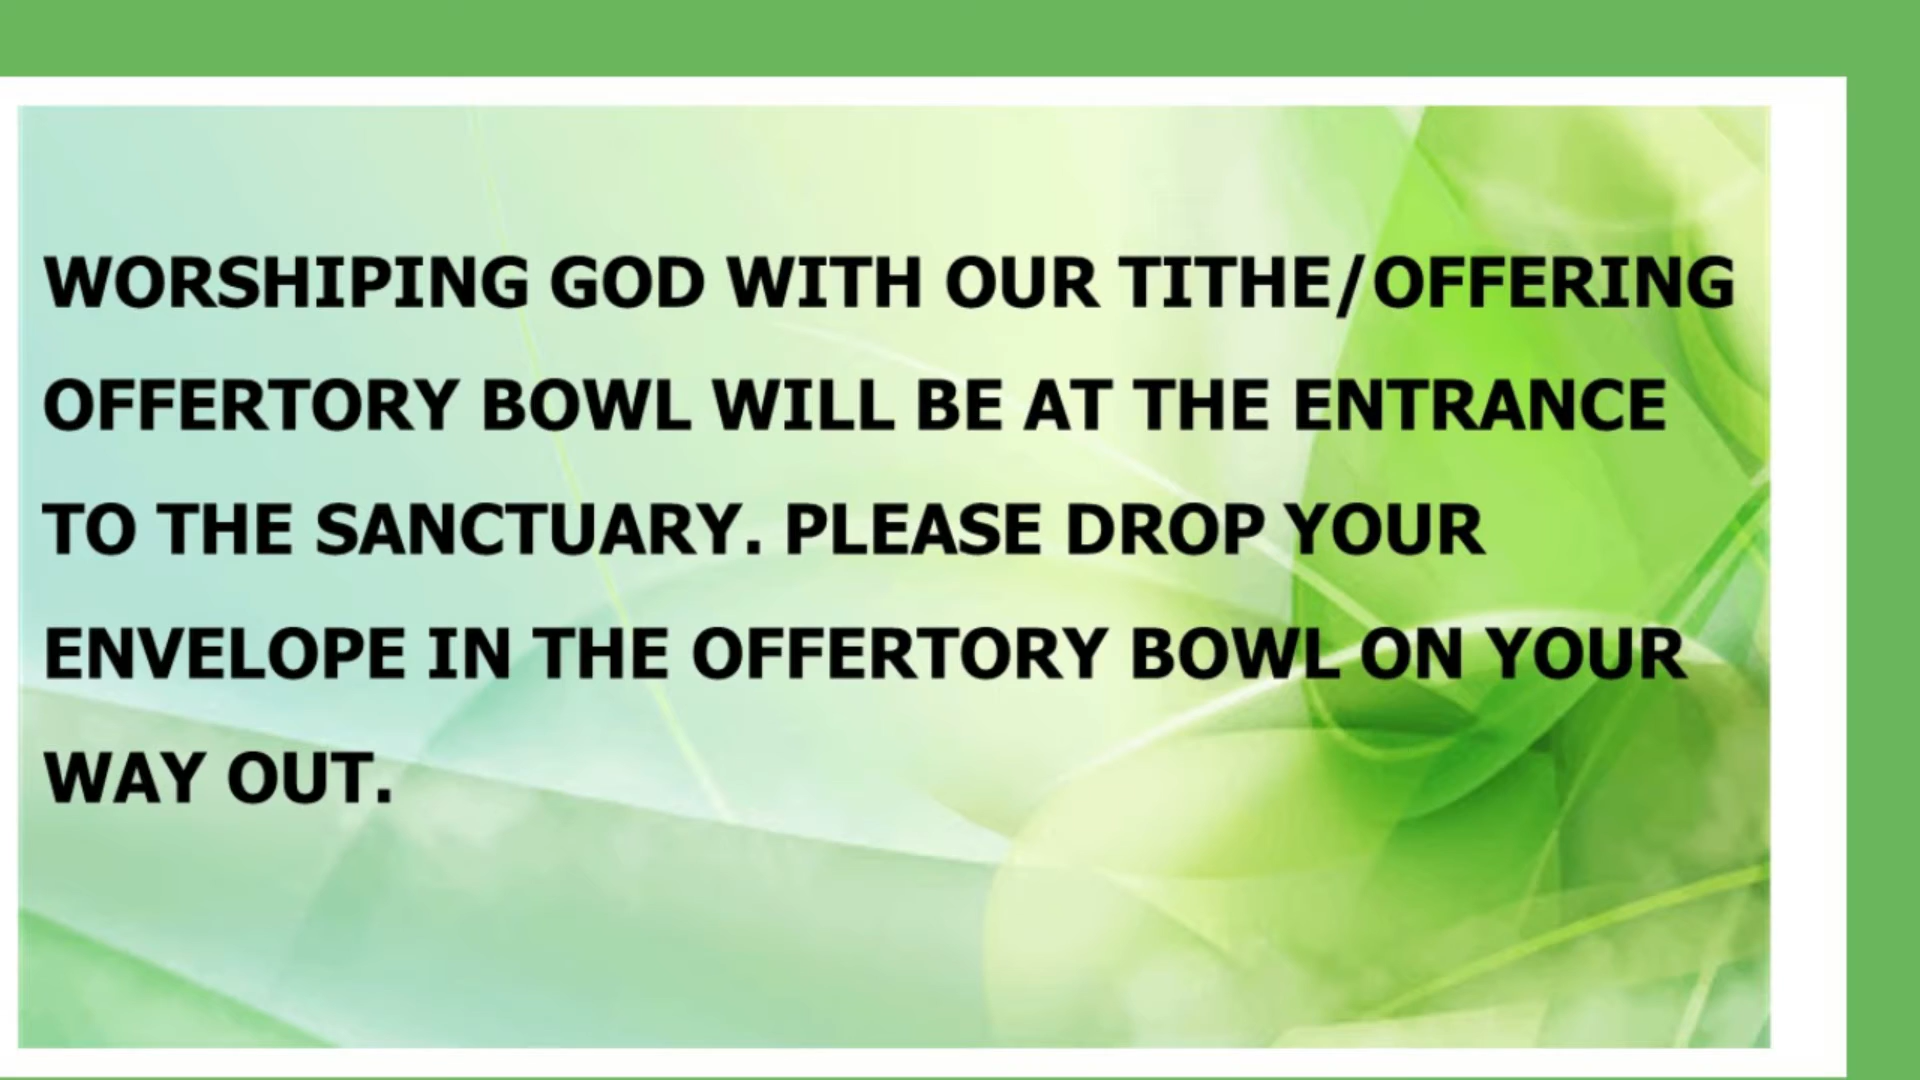 WORSHIPING GOD WITH OUR TITHE/OFFERING
OFFERTORY BOWL WILL BE AT THE ENTRANCE
TO THE SANCTUARY. PLEASE DROP YOUR
ENVELOPE IN THE OFFERTORY BOWL ON YOUR
WAY OUT.